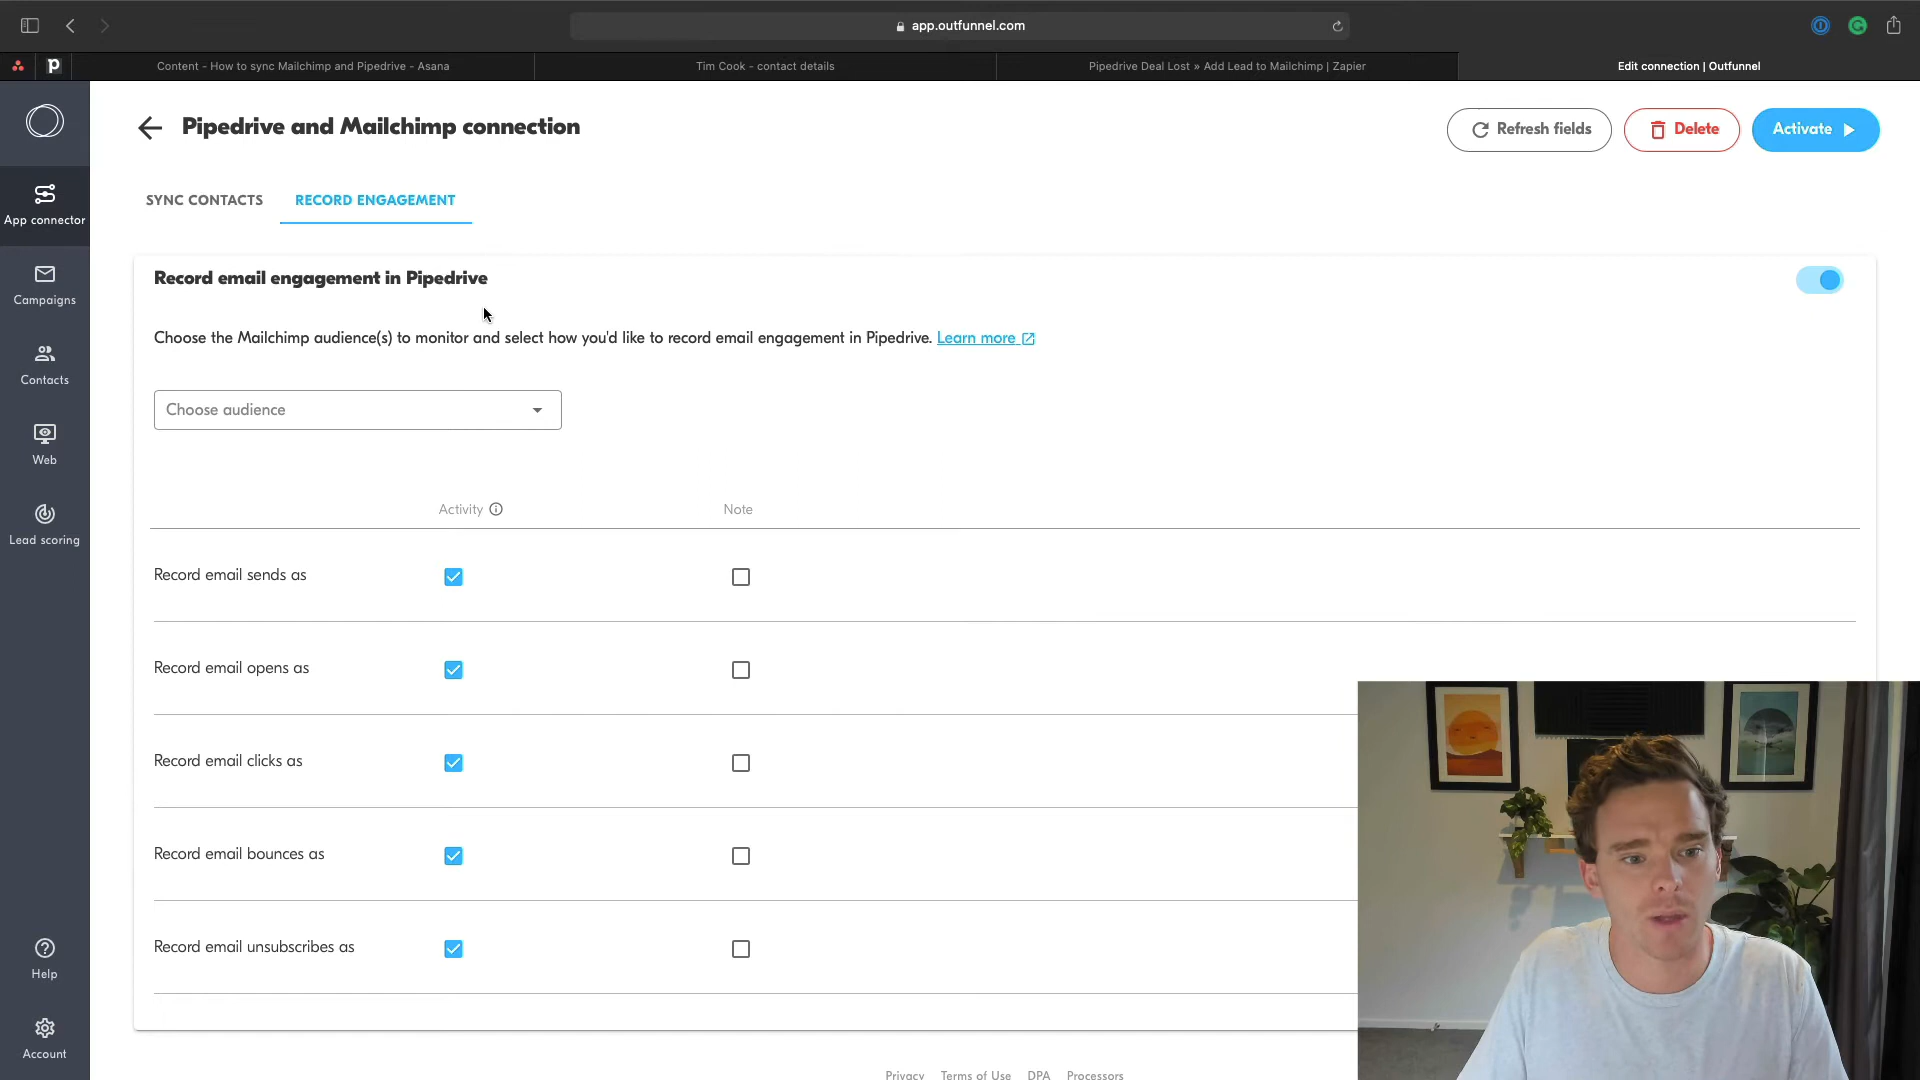 app.outfunnel.com
Content - How to sync Mailchimp and Pipedrive - Asana
Tim Cook - contact details
Pipedrive Deal Lost » Add Lead to Mailchimp | Zapier
Edit connection | Outfunnel
Pipedrive and Mailchimp connection
Refresh fields
Delete
Activate
App connector
Campaigns
Contacts
Web
Lead scoring
Help
Account
SYNC CONTACTS
RECORD ENGAGEMENT
Record email engagement in Pipedrive
Choose the Mailchimp audience(s) to monitor and select how you'd like to record email engagement in Pipedrive. Learn more
Choose audience
Activity
Note
Record email sends as
Record email opens as
Record email clicks as
Record email bounces as
Record email unsubscribes as
Privacy Terms of Use DPA Processors